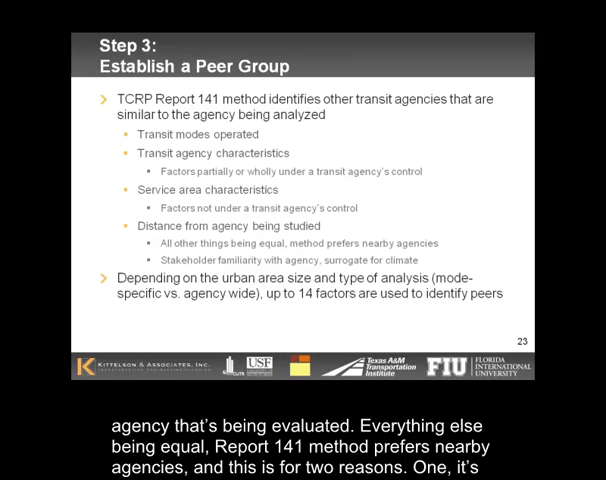 Step 3:
Establish a Peer Group
TCRP Report 141 method identifies other transit agencies that are
similar to the agency being analyzed
Transit modes operated
Transit agency characteristics
Factors partially or wholly under a transit agency's control
Service area characteristics
Factors not under a transit agency's control
Distance from agency being studied
All other things being equal, method prefers nearby agencies
Stakeholder familiarity with agency, surrogate for climate
Depending on the urban area size and type of analysis (mode-
specific vs. agency wide), up to 14 factors are used to identify peers
23
KITTELSON & ASSOCIATES, INC.
CUTR
USF
Texas A&M
Transportation
Institute
FIU
FLORIDA
INTERNATIONAL
UNIVERSITY
agency that's being evaluated. Everything else
being equal, Report 141 method prefers nearby
agencies, and this is for two reasons. One, it's